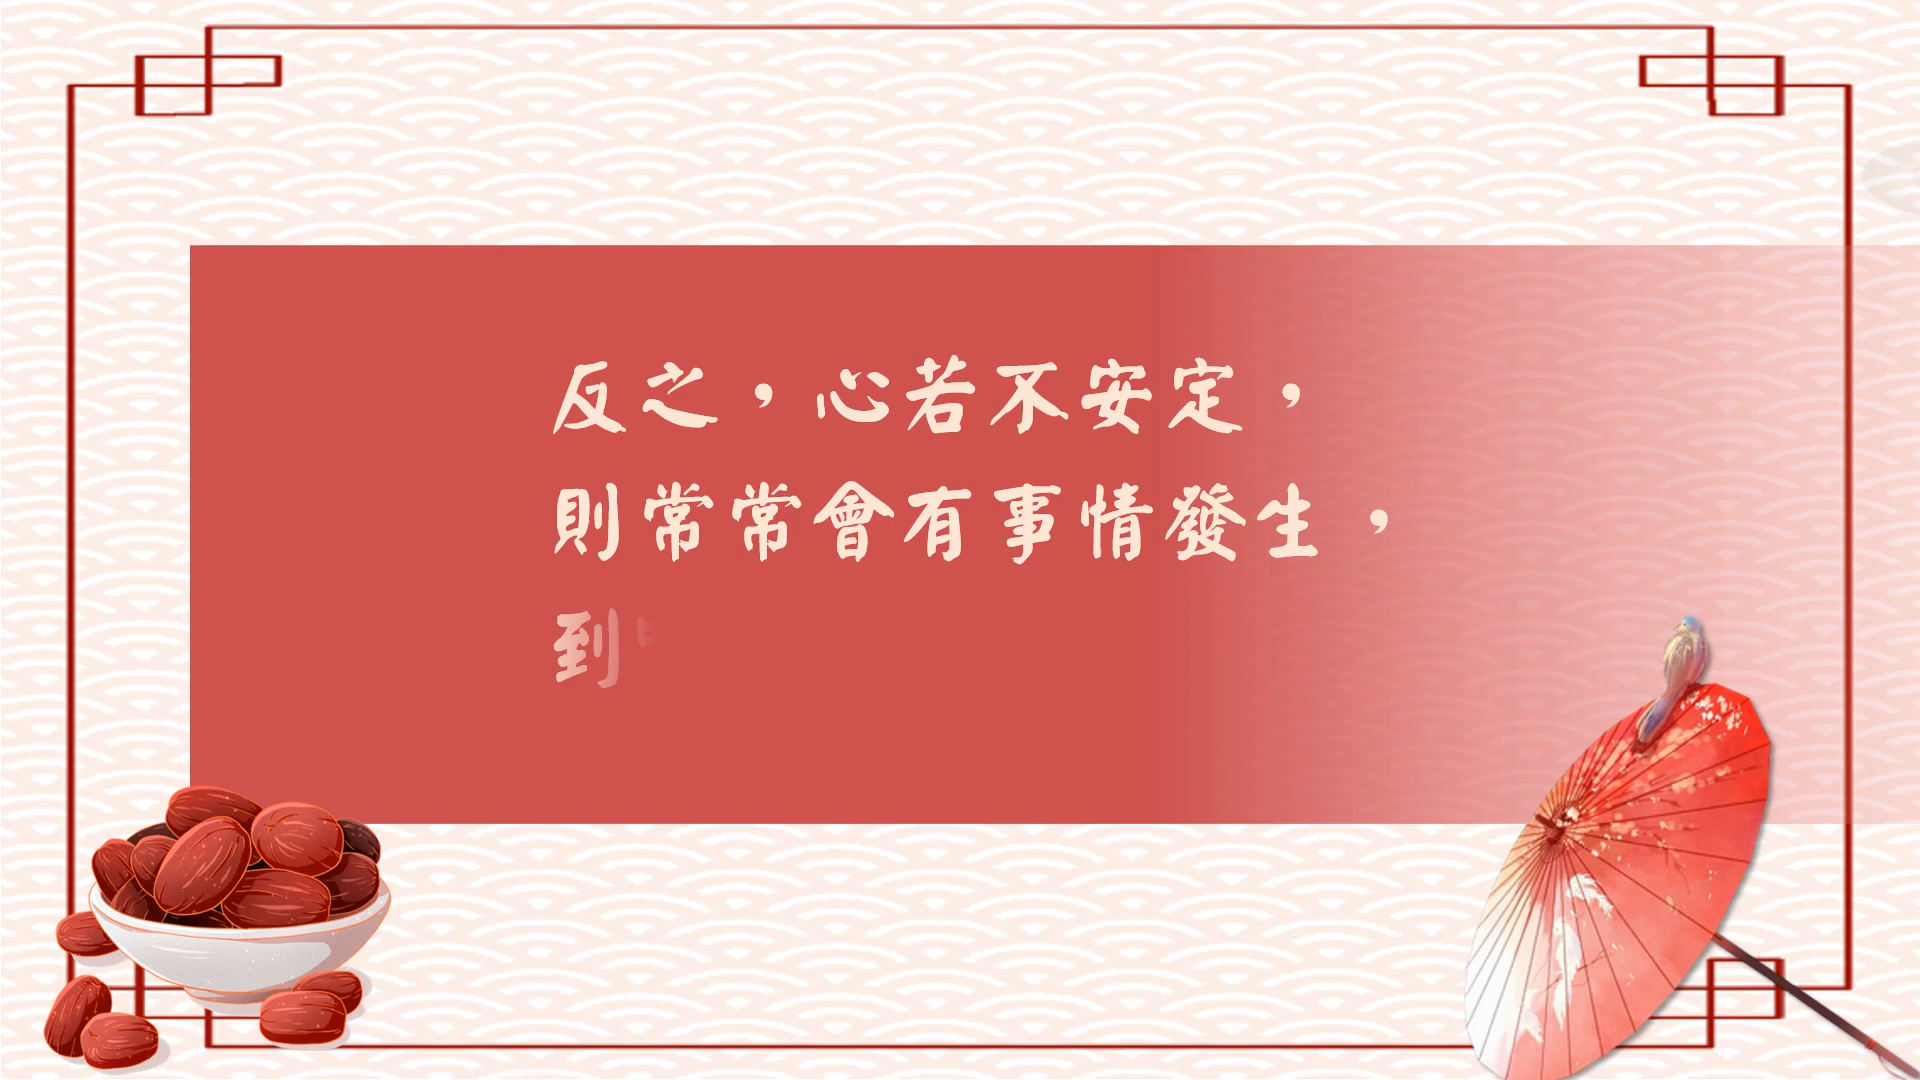 反之，心若不安定，
則常常會有事情發生，
到